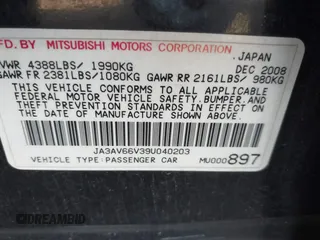 MFD. BY MITSUBISHI MOTORS CORPORATION JAPAN
GVWR 4388LBS/ 1990KG DEC 2008
GAWR FR 2381LBS/1080KG GAWR RR 2161LBS/ 980KG
THIS VEHICLE CONFORMS TO ALL APPLICABLE FEDERAL
MOTOR VEHICLE SAFETY, BUMPER, AND THEFT
PREVENTION STANDARDS IN EFFECT ON THE DATE OF
MANUFACTURE SHOWN ABOVE.
JA3AV66V39U040203
VEHICLE TYPE:PASSENGER CAR MU000897
© DREAMBID